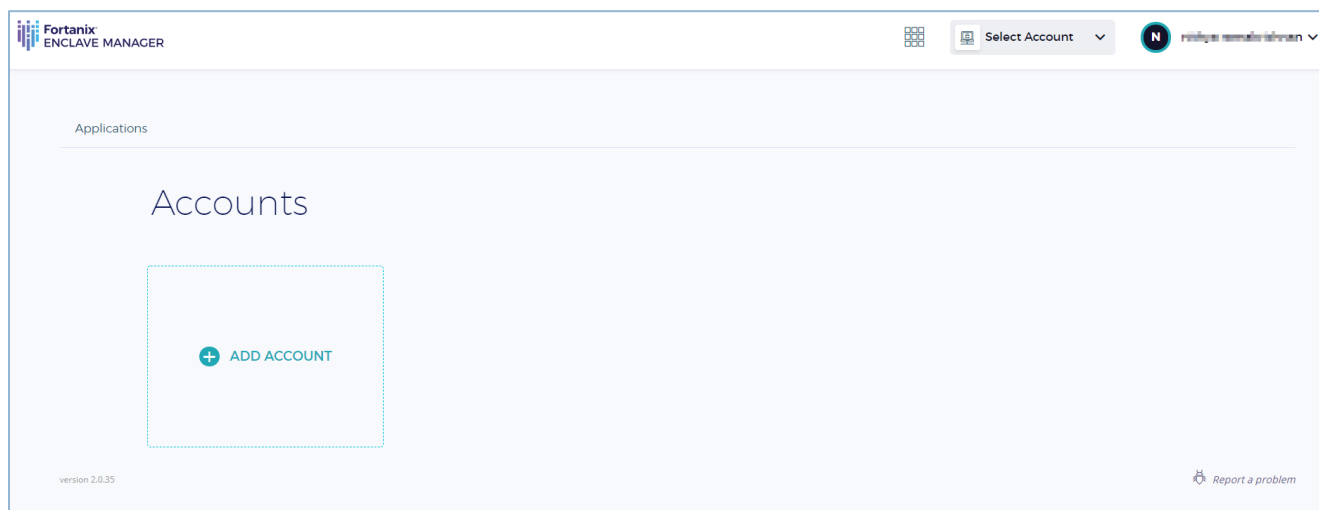 Fortanix
ENCLAVE MANAGER
Select Account
N
Applications
Accounts
ADD ACCOUNT
version 2.0.35
Report a problem